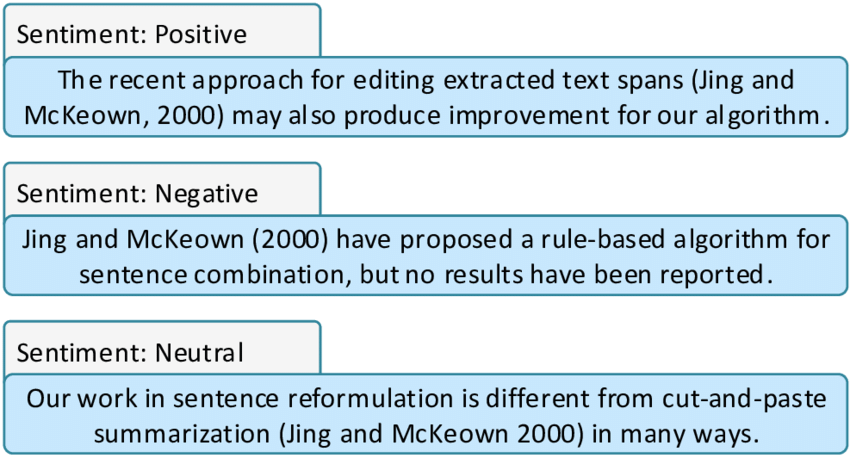 Sentiment: Positive
The recent approach for editing extracted text spans (Jing and
McKeown, 2000) may also produce improvement for our algorithm.
Sentiment: Negative
Jing and McKeown (2000) have proposed a rule-based algorithm for
sentence combination, but no results have been reported.
Sentiment: Neutral
Our work in sentence reformulation is different from cut-and-paste
summarization (Jing and McKeown 2000) in many ways.